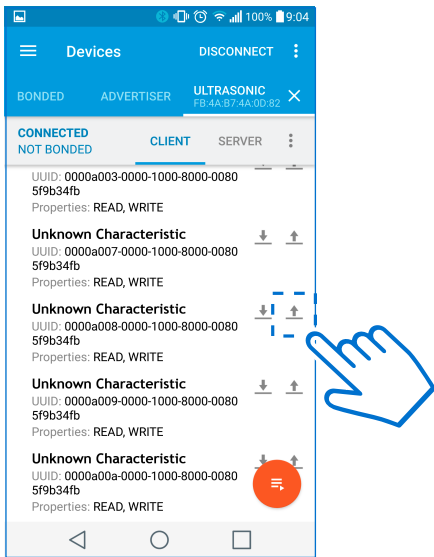 100% 9:04
Devices DISCONNECT
BONDED ADVERTISER ULTRASONIC
FB:4A:B7:4A:0D:82
CONNECTED
NOT BONDED CLIENT SERVER
UUID: 0000a003-0000-1000-8000-0080
5f9b34fb
Properties: READ, WRITE
Unknown Characteristic
UUID: 0000a007-0000-1000-8000-0080
5f9b34fb
Properties: READ, WRITE
Unknown Characteristic
UUID: 0000a008-0000-1000-8000-0080
5f9b34fb
Properties: READ, WRITE
Unknown Characteristic
UUID: 0000a009-0000-1000-8000-0080
5f9b34fb
Properties: READ, WRITE
Unknown Characteristic
UUID: 0000a00a-0000-1000-8000-0080
5f9b34fb
Properties: READ, WRITE